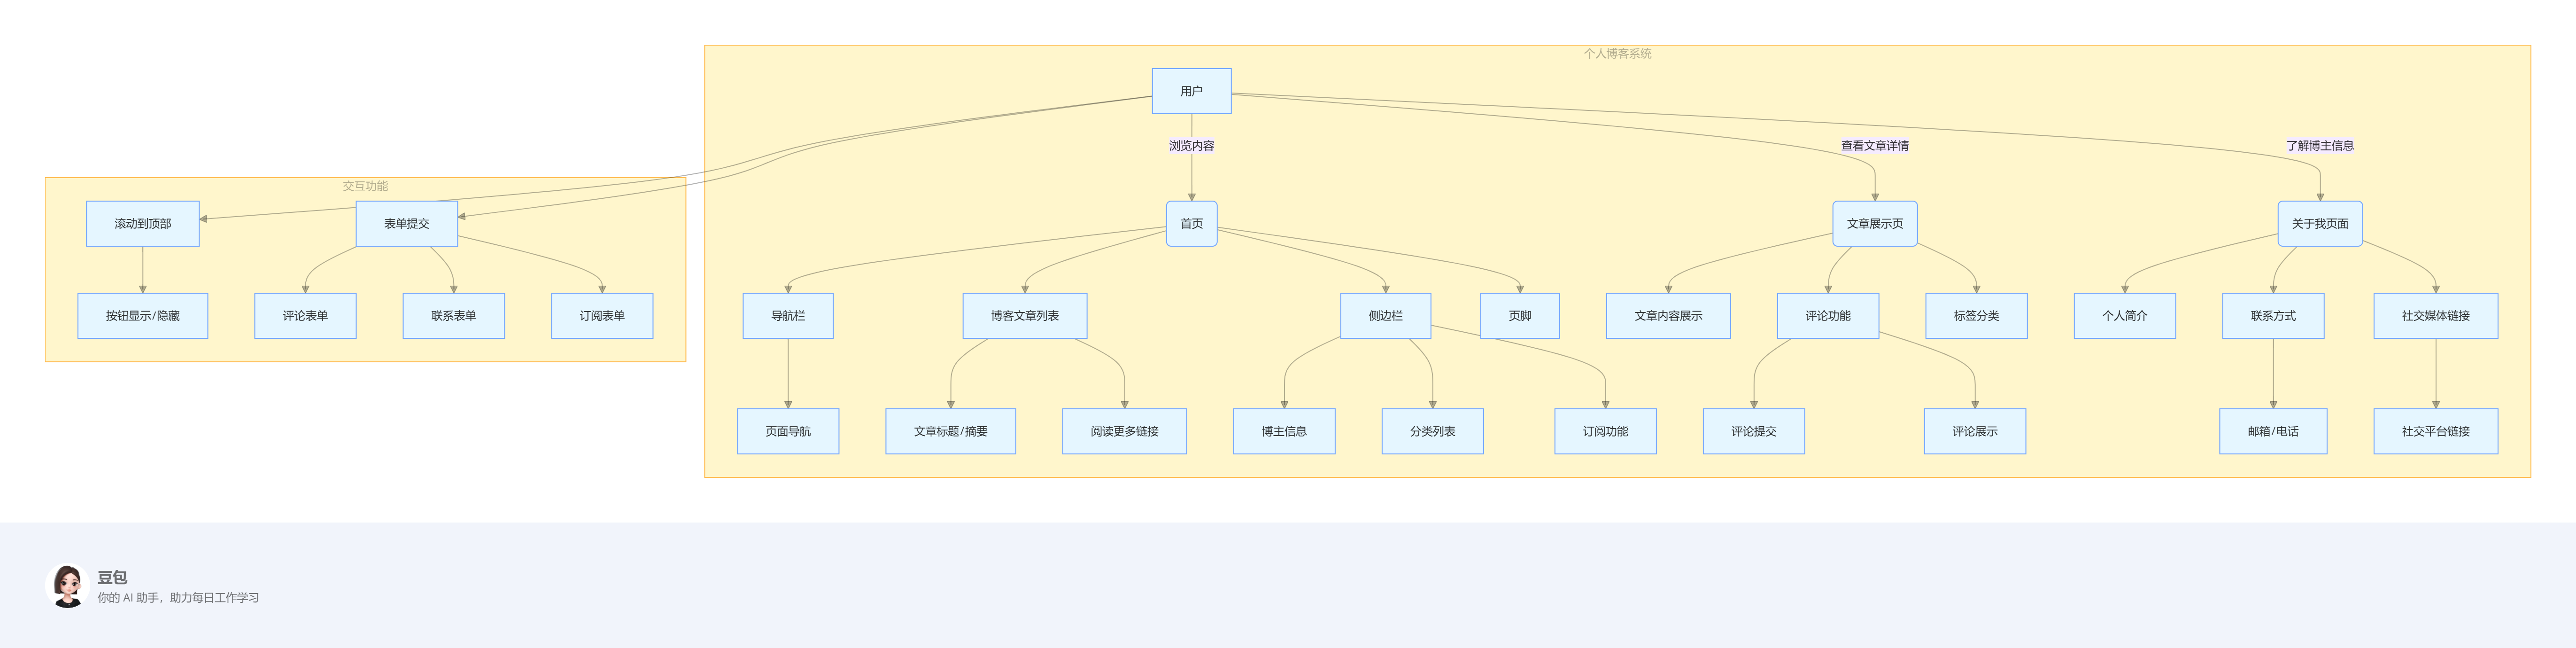 个人博客系统
用户
浏览内容
查看文章详情
了解博主信息
交互功能
滚动到顶部
表单提交
首页
文章展示页
关于我页面
按钮显示/隐藏
评论表单
联系表单
订阅表单
导航栏
博客文章列表
侧边栏
页脚
文章内容展示
评论功能
标签分类
个人简介
联系方式
社交媒体链接
页面导航
文章标题/摘要
阅读更多链接
博主信息
分类列表
订阅功能
评论提交
评论展示
邮箱/电话
社交平台链接
豆包
你的 AI 助手，助力每日工作学习